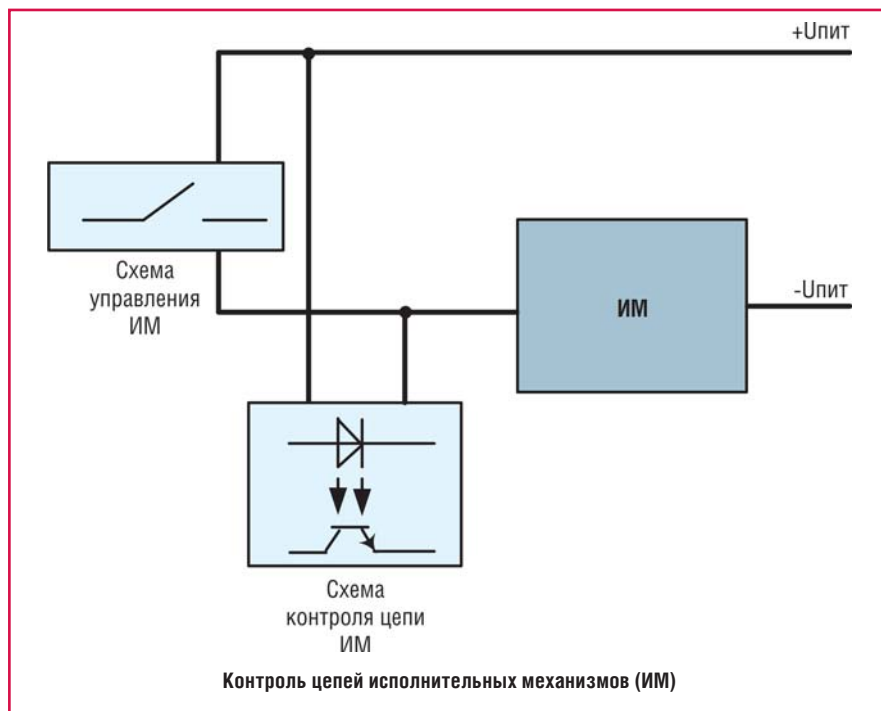 +Uпит
Схема
управления
ИМ
ИМ
-Uпит
Схема
контроля цепи
ИМ
Контроль цепей исполнительных механизмов (ИМ)